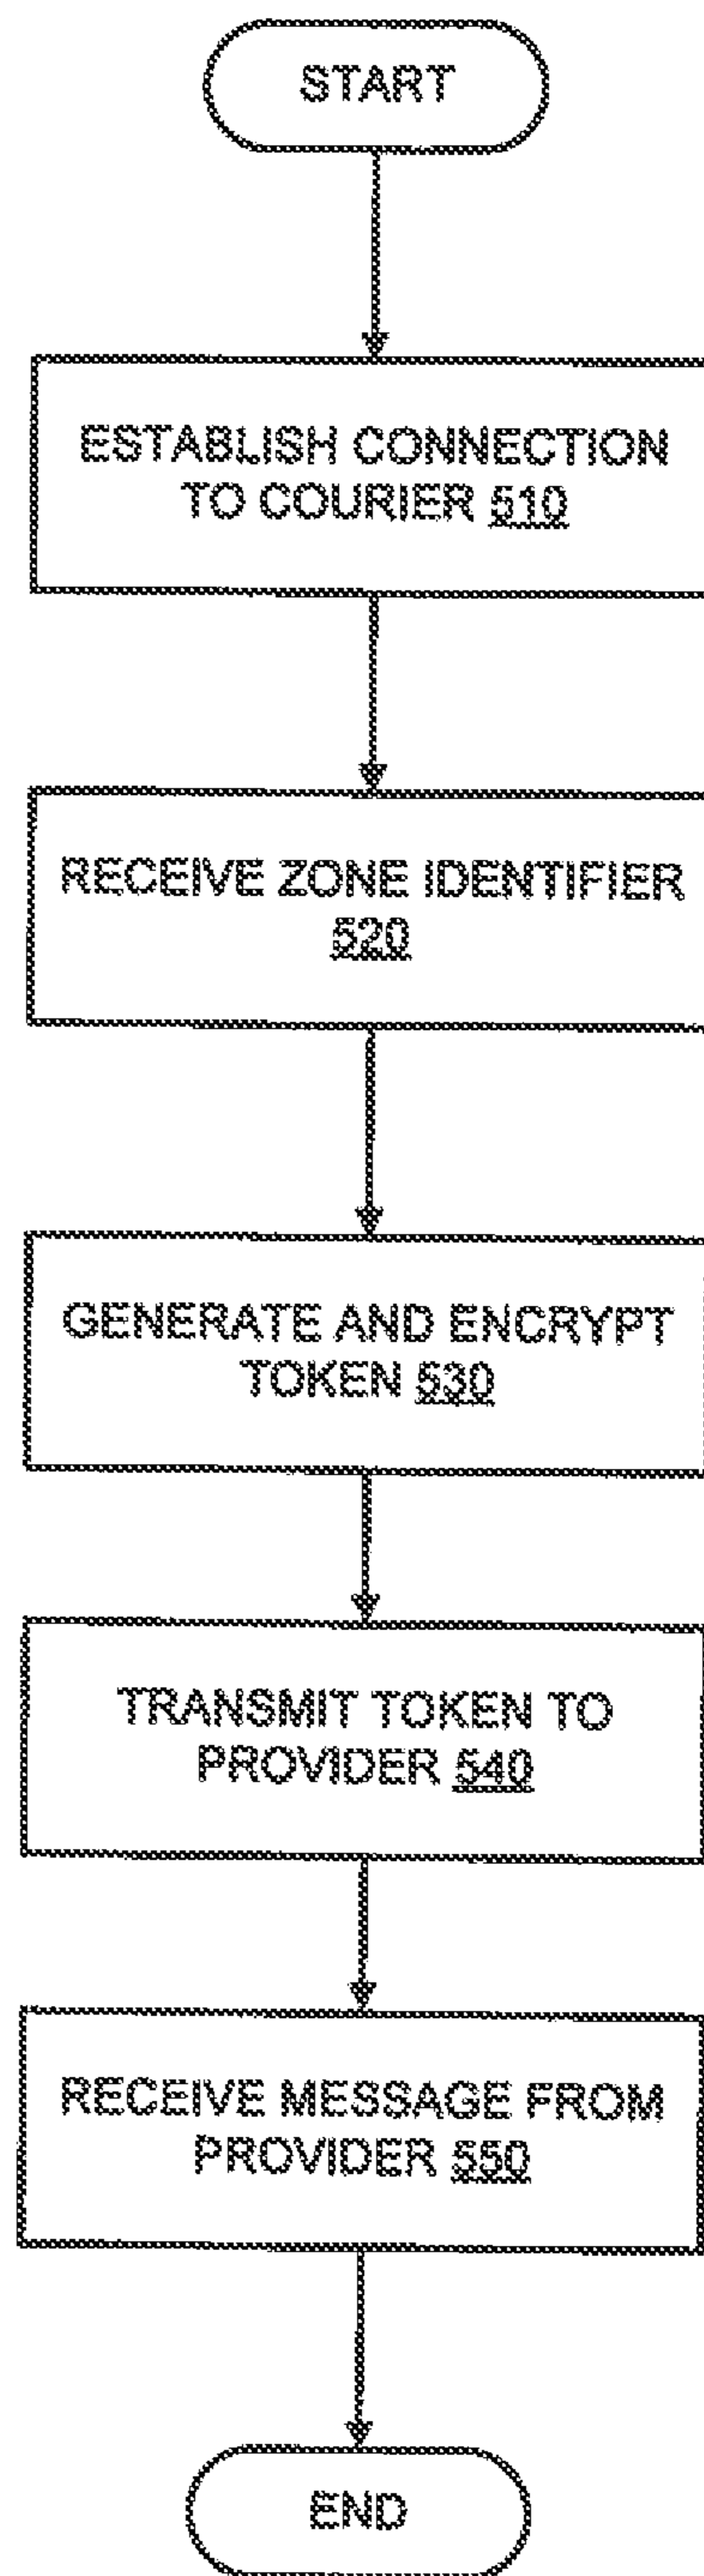 START
ESTABLISH CONNECTION
TO COURIER 510
RECEIVE ZONE IDENTIFIER
520
GENERATE AND ENCRYPT
TOKEN 530
TRANSMIT TOKEN TO
PROVIDER 540
RECEIVE MESSAGE FROM
PROVIDER 550
END